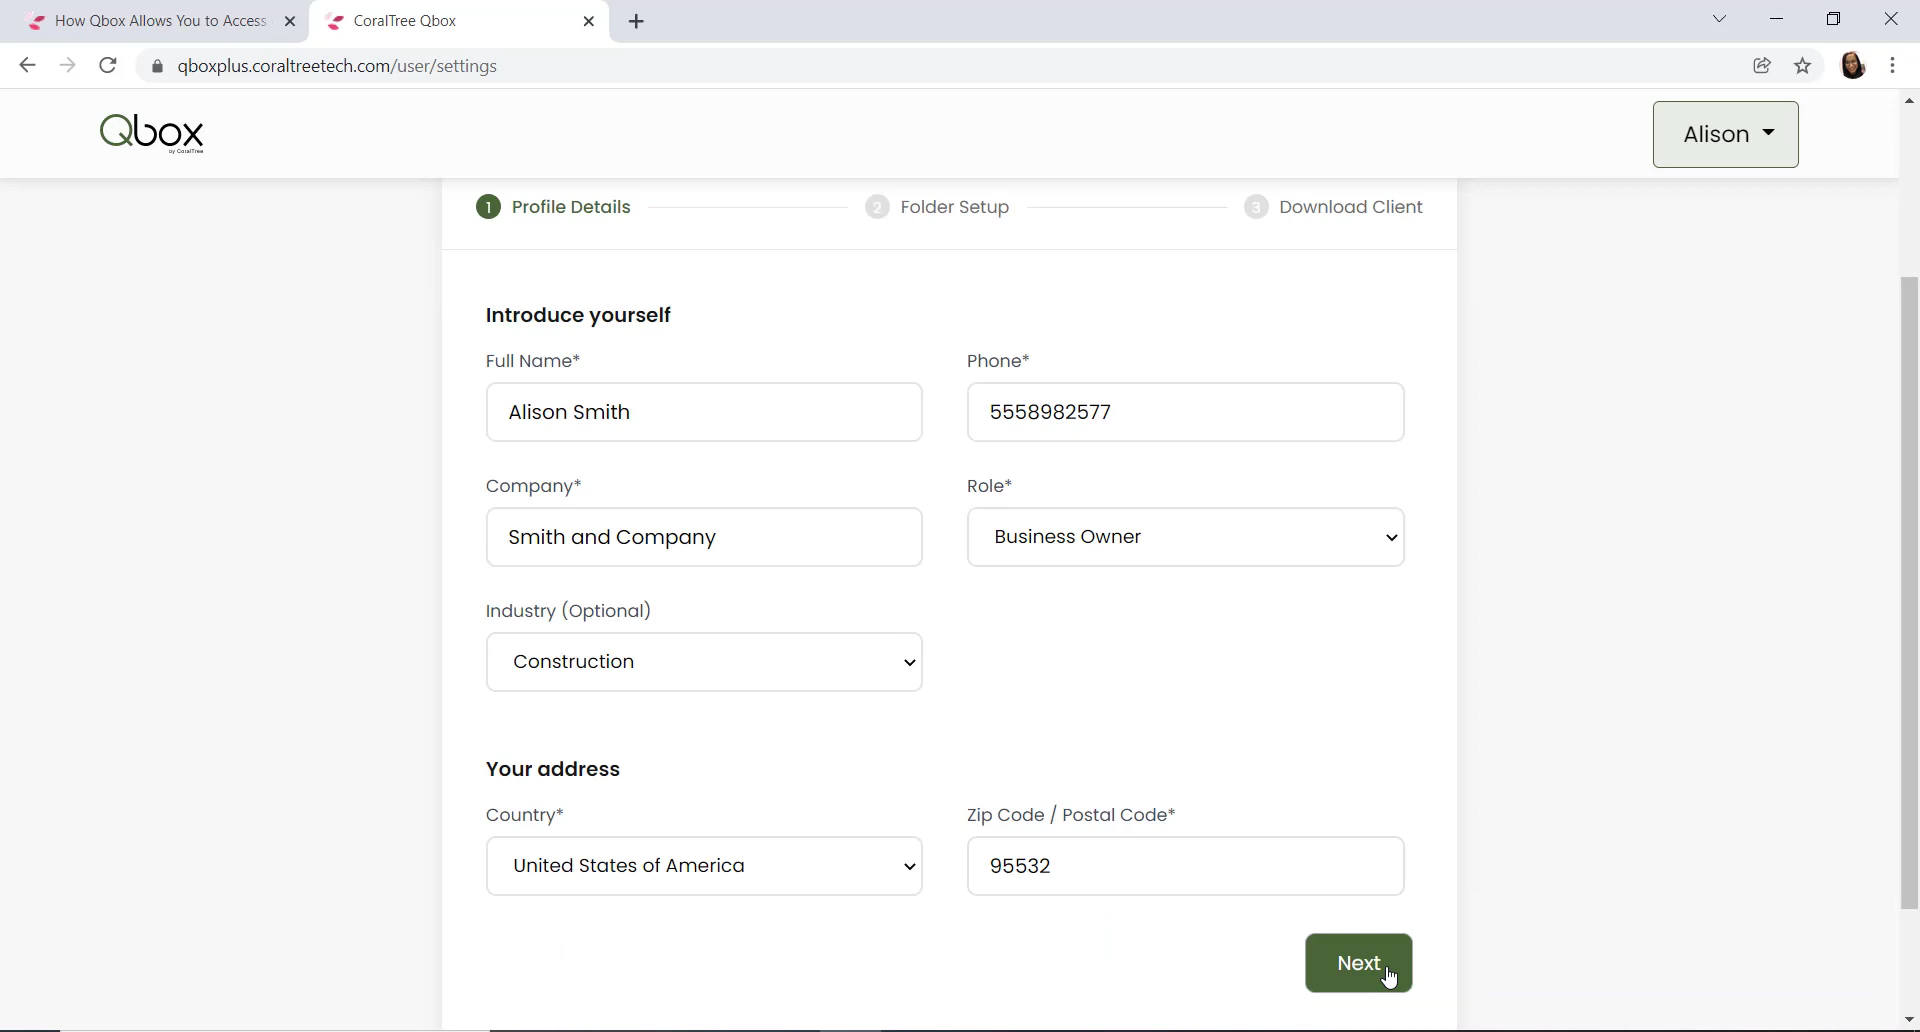 How Qbox Allows You to Access
CoralTree Qbox
qboxplus.coraltreetech.com/user/settings
Qbox
by CoralTree
Alison
1 Profile Details
2 Folder Setup
3 Download Client
Introduce yourself
Full Name*
Phone*
Alison Smith
5558982577
Company*
Role*
Smith and Company
Business Owner
Industry (Optional)
Construction
Your address
Country*
Zip Code / Postal Code*
United States of America
95532
Next